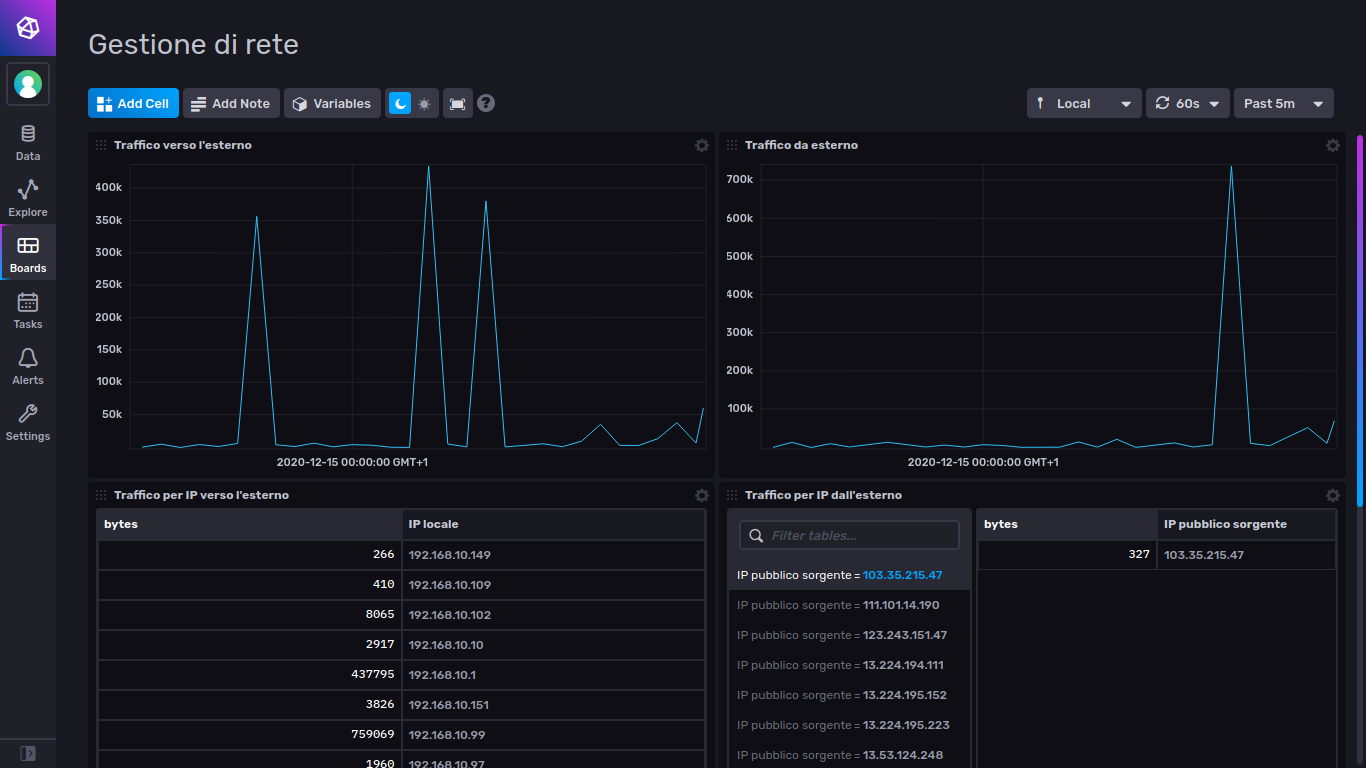 Gestione di rete
Add Cell
Add Note
Variables
?
Local
60s
Past 5m
Data
Explore
Boards
Tasks
Alerts
Settings
Traffico verso l'esterno
400k
350k
300k
250k
200k
150k
100k
50k
2020-12-15 00:00:00 GMT+1
Traffico da esterno
700k
600k
500k
400k
300k
200k
100k
2020-12-15 00:00:00 GMT+1
Traffico per IP verso l'esterno
bytes IP locale
266 192.168.10.149
410 192.168.10.109
8065 192.168.10.102
2917 192.168.10.10
437795 192.168.10.1
3826 192.168.10.151
759069 192.168.10.99
1960 192.168.10.97
Traffico per IP dall'esterno
Filter tables...
IP pubblico sorgente = 103.35.215.47
IP pubblico sorgente = 111.101.14.190
IP pubblico sorgente = 123.243.151.47
IP pubblico sorgente = 13.224.194.111
IP pubblico sorgente = 13.224.195.152
IP pubblico sorgente = 13.224.195.223
IP pubblico sorgente = 13.53.124.248
bytes IP pubblico sorgente
327 103.35.215.47